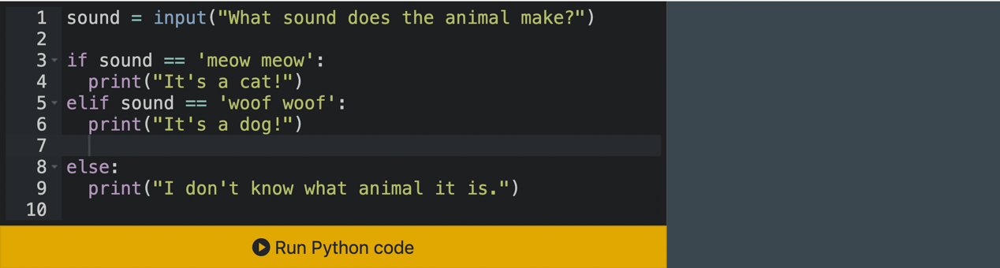 1 sound = input("What sound does the animal make?")
2
3 if sound == 'meow meow':
4   print("It's a cat!")
5 elif sound == 'woof woof':
6   print("It's a dog!")
7
8 else:
9   print("I don't know what animal it is.")
10
Run Python code